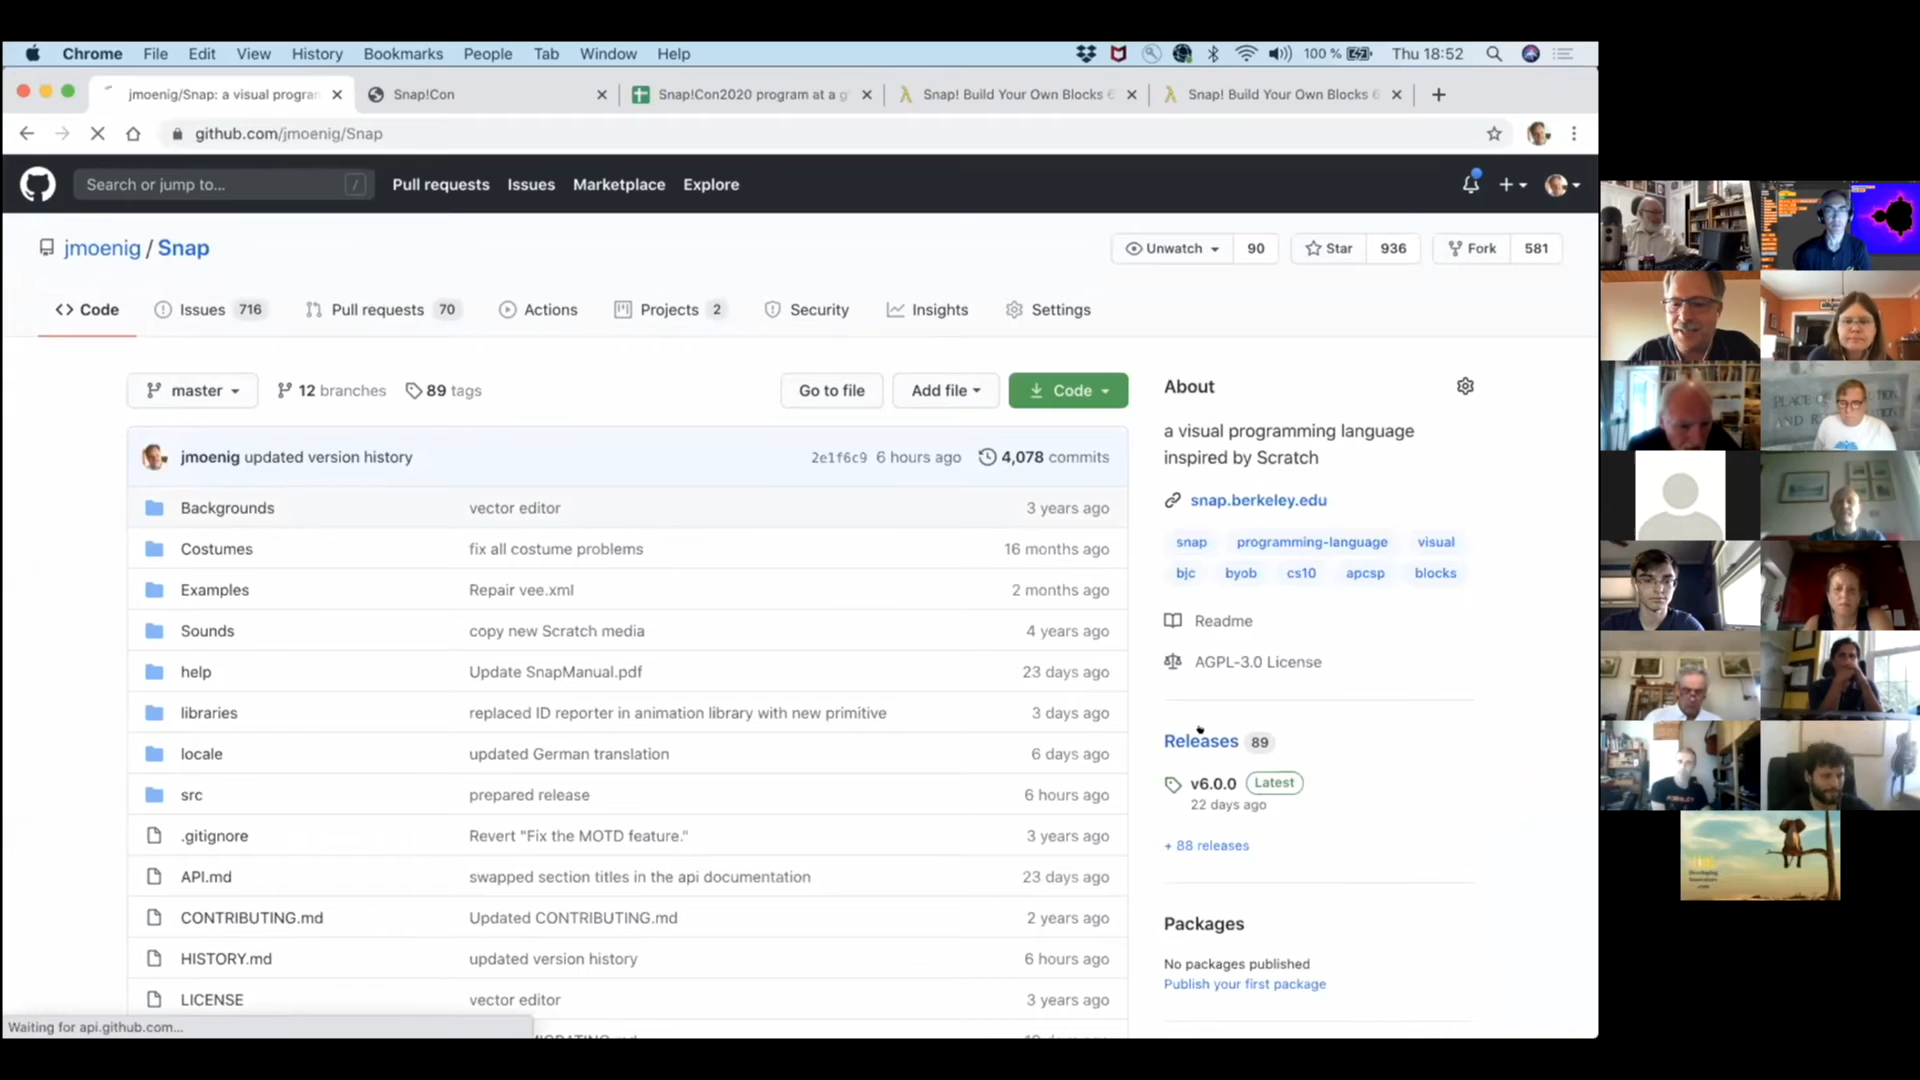 Chrome File Edit View History Bookmarks People Tab Window Help 100 % Thu 18:52
jmoenig/Snap: a visual program Snap!Con Snap!Con2020 program at a g Snap! Build Your Own Blocks 6 Snap! Build Your Own Blocks 6
github.com/jmoenig/Snap
Search or jump to... / Pull requests Issues Marketplace Explore
jmoenig / Snap Unwatch 90 Star 936 Fork 581
Code Issues 716 Pull requests 70 Actions Projects 2 Security Insights Settings
master 12 branches 89 tags Go to file Add file Code
jmoenig updated version history 2e1f6c9 6 hours ago 4,078 commits
Backgrounds vector editor 3 years ago
Costumes fix all costume problems 16 months ago
Examples Repair vee.xml 2 months ago
Sounds copy new Scratch media 4 years ago
help Update SnapManual.pdf 23 days ago
libraries replaced ID reporter in animation library with new primitive 3 days ago
locale updated German translation 6 days ago
src prepared release 6 hours ago
.gitignore Revert "Fix the MOTD feature." 3 years ago
API.md swapped section titles in the api documentation 23 days ago
CONTRIBUTING.md Updated CONTRIBUTING.md 2 years ago
HISTORY.md updated version history 6 hours ago
LICENSE vector editor 3 years ago
Waiting for api.github.com...
About
a visual programming language
inspired by Scratch
snap.berkeley.edu
snap programming-language visual
bjc byob cs10 apcsp blocks
Readme
AGPL-3.0 License
Releases 89
v6.0.0 Latest
22 days ago
+ 88 releases
Packages
No packages published
Publish your first package